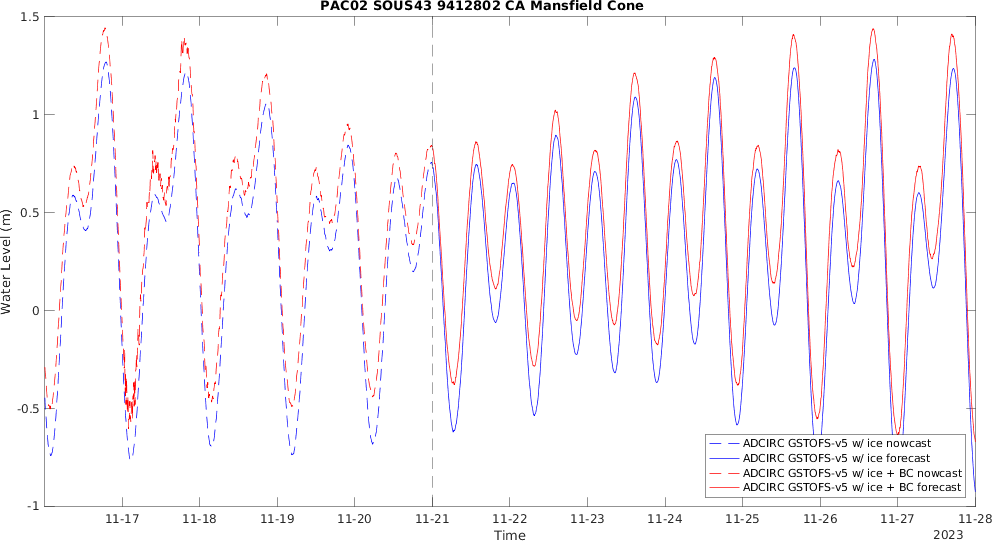 PAC02 SOUS43 9412802 CA Mansfield Cone
1.5
1
0.5
0
-0.5
-1
Water Level (m)
11-17
11-18
11-19
11-20
11-21
11-22
11-23
11-24
11-25
11-26
11-27
11-28
Time
2023
ADCIRC GSTOFS-v5 w/ ice nowcast
ADCIRC GSTOFS-v5 w/ ice forecast
ADCIRC GSTOFS-v5 w/ ice + BC nowcast
ADCIRC GSTOFS-v5 w/ ice + BC forecast